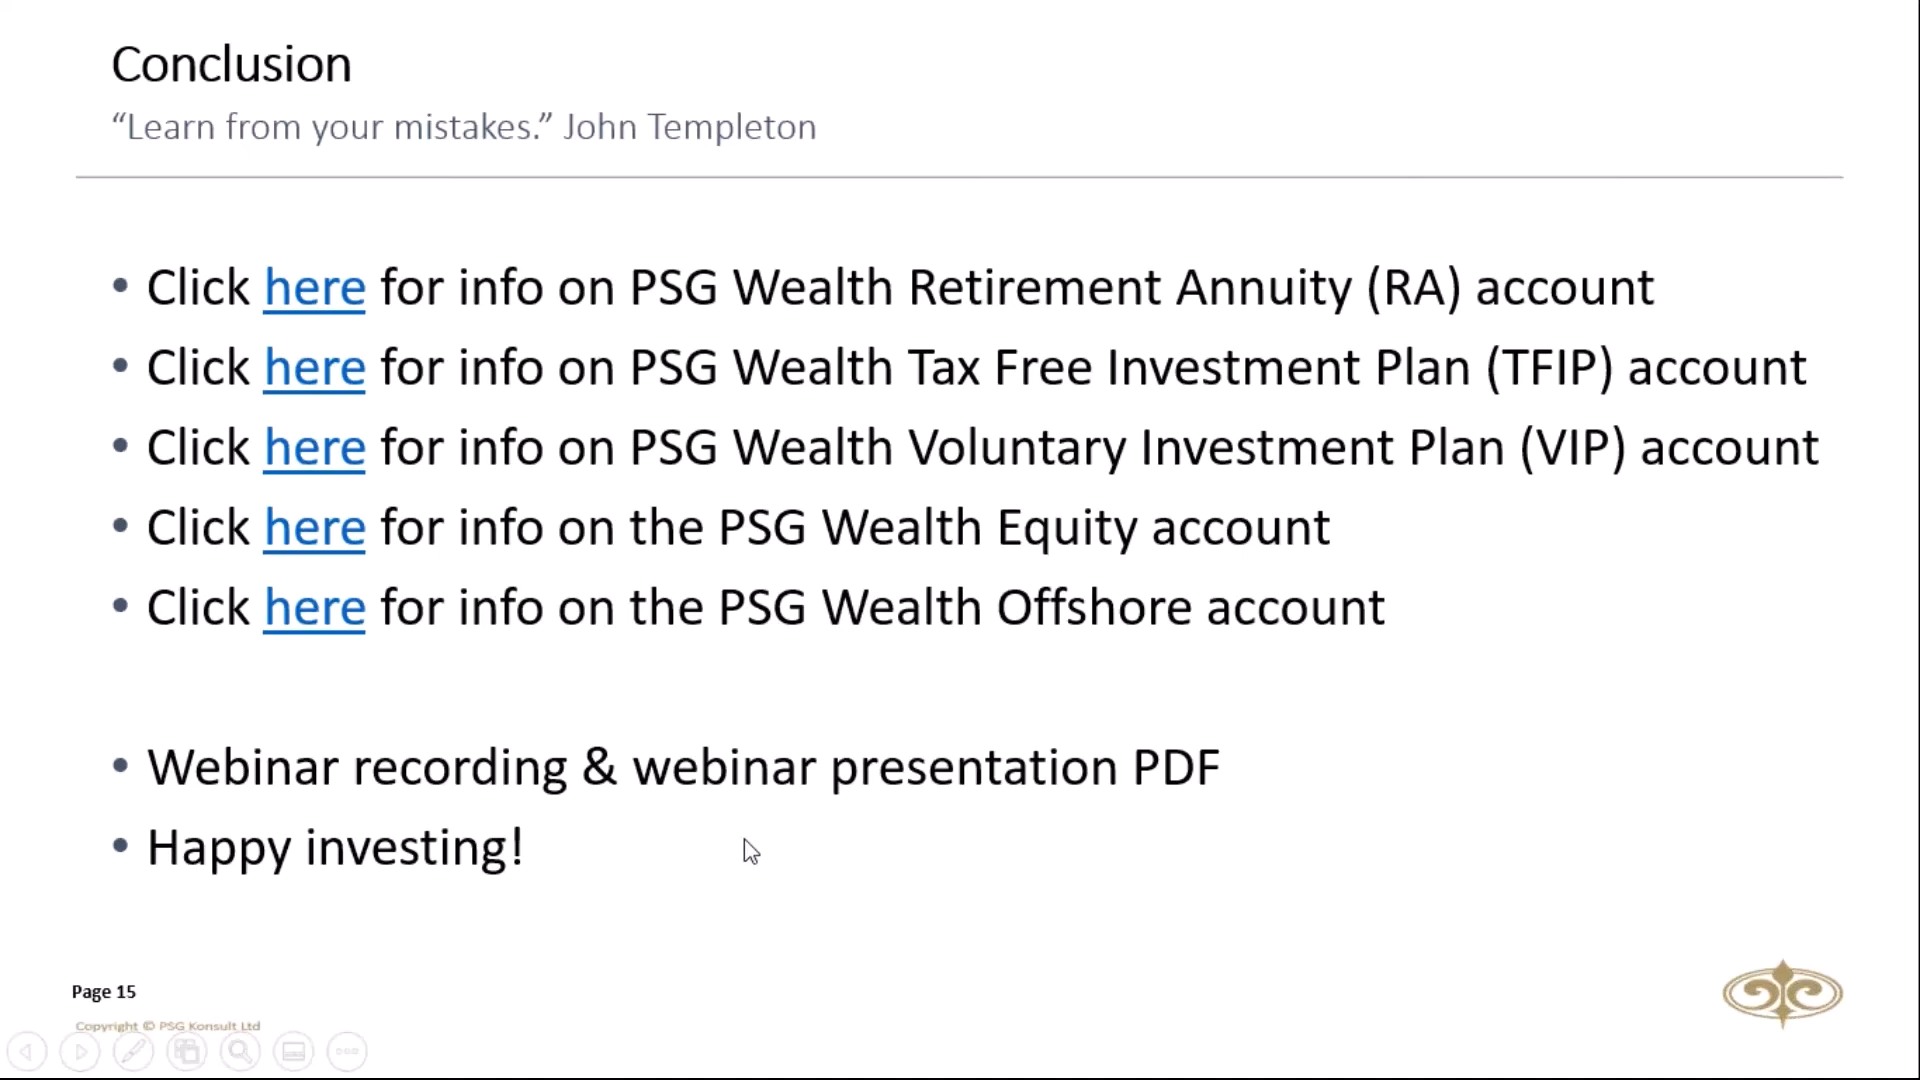 Conclusion
“Learn from your mistakes.” John Templeton
• Click here for info on PSG Wealth Retirement Annuity (RA) account
• Click here for info on PSG Wealth Tax Free Investment Plan (TFIP) account
• Click here for info on PSG Wealth Voluntary Investment Plan (VIP) account
• Click here for info on the PSG Wealth Equity account
• Click here for info on the PSG Wealth Offshore account
• Webinar recording & webinar presentation PDF
• Happy investing!
Page 15
Copyright © PSG Konsult Ltd